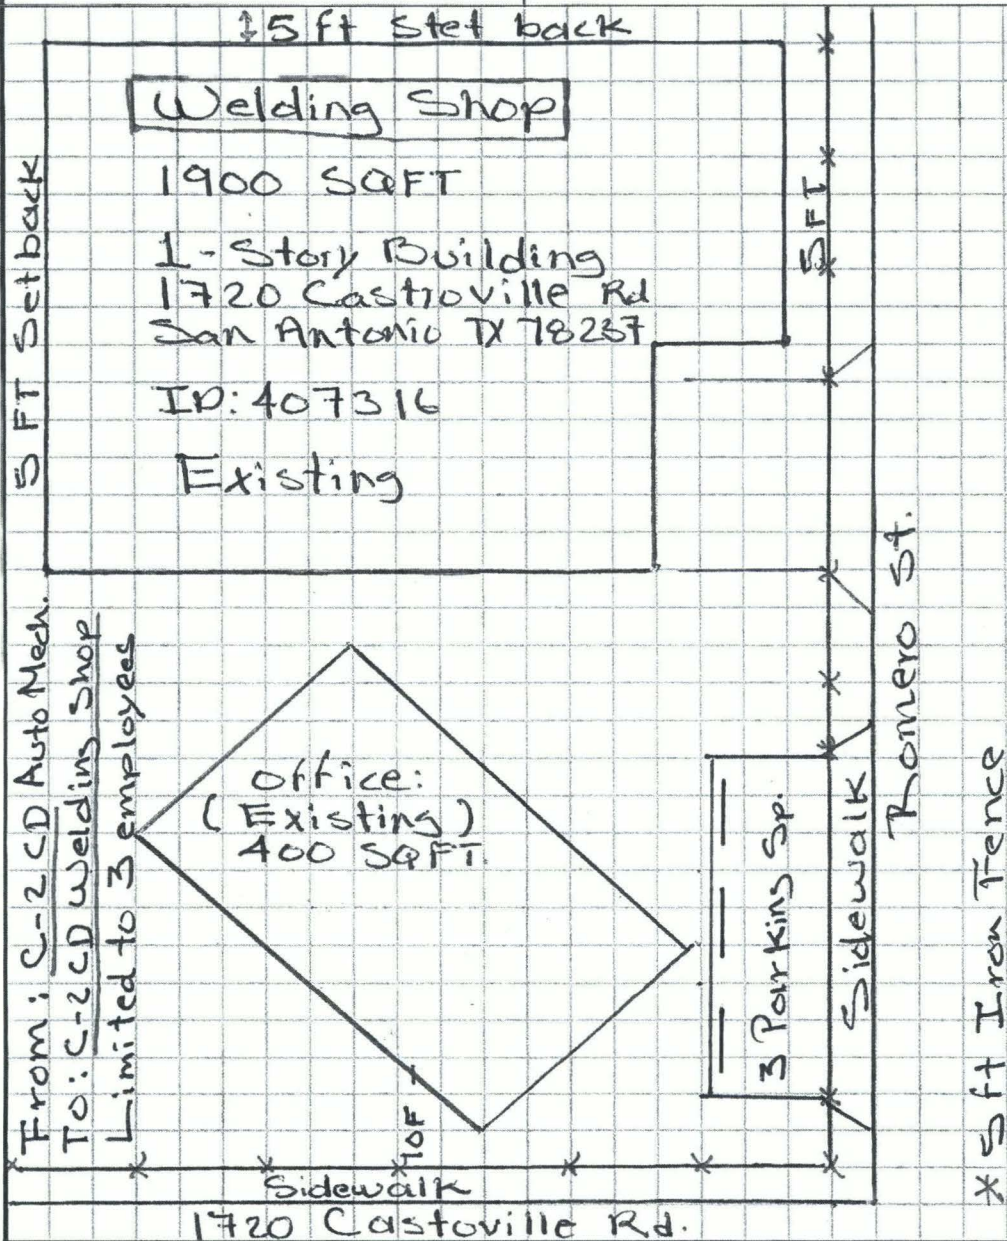 ↕5 ft Stet back
Welding Shop
1900 SQFT
1-Story Building
1720 Castroville Rd
San Antonio TX 78237
ID: 407316
Existing
5 FT Setback
5 FT
From: C-2 CD Auto Mech.
To: C-2 CD Welding Shop
Limited to 3 employees
office:
(Existing)
400 SQFT.
10F
3 Parking Sp.
Sidewalk
Romero St.
* 5 ft Iron Fence
Sidewalk
1720 Castoville Rd.